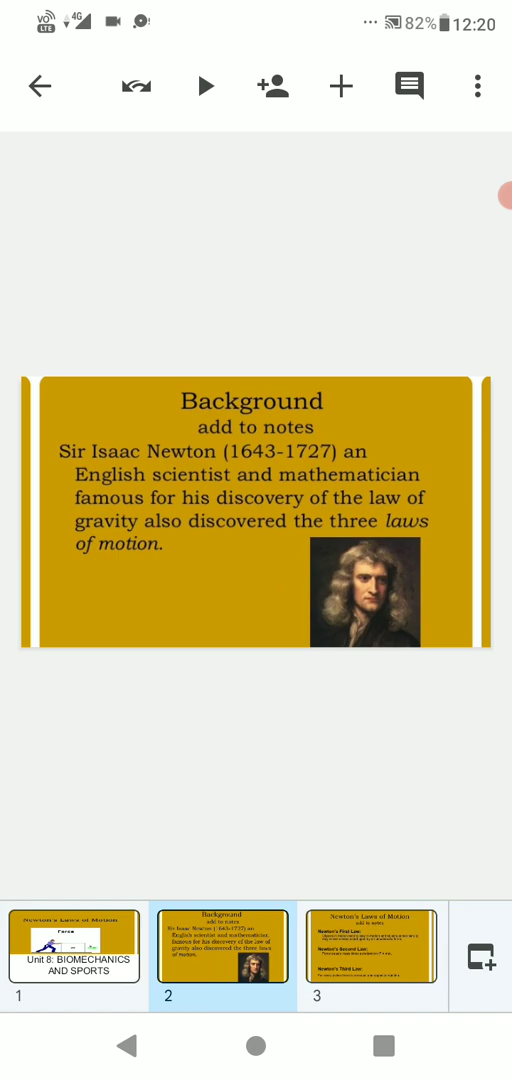 VO 4G 82% 12:20
LTE
Background
add to notes
Sir Isaac Newton (1643-1727) an
English scientist and mathematician
famous for his discovery of the law of
gravity also discovered the three laws
of motion.
Newton's Laws of Motion
Force
Unit 8: BIOMECHANICS
AND SPORTS
1
Background
add to notes
Sir Isaac Newton (1643-1727) an
English scientist and mathematician
famous for his discovery of the law of
gravity also discovered the three laws
of motion.
2
Newton's Laws of Motion
add to notes
Newton's First Law:
Newton's Second Law:
Newton's Third Law:
3